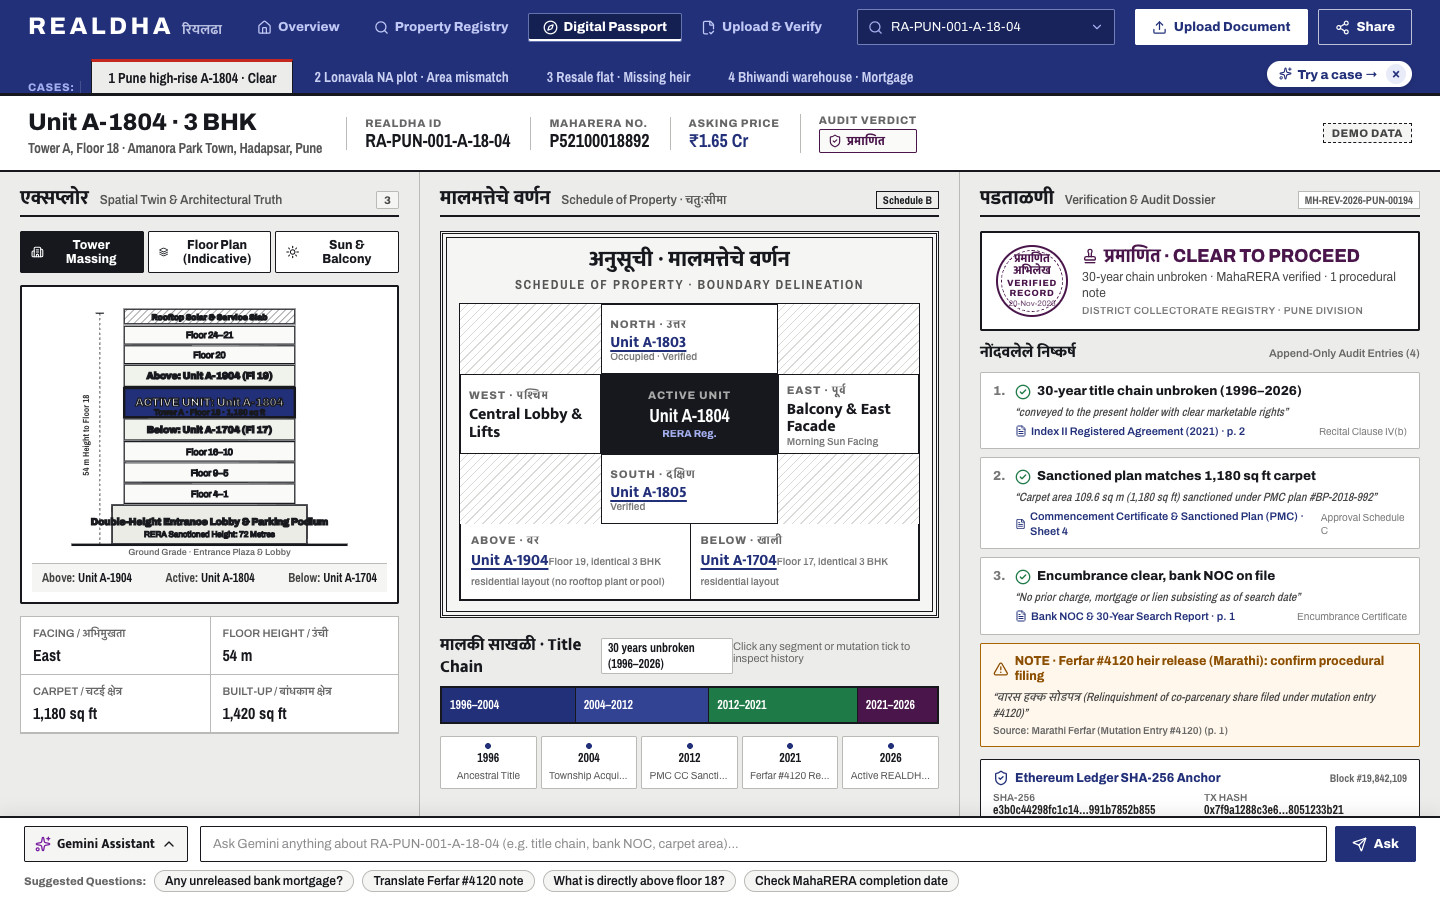 REALDHA रियलढा
Overview
Property Registry
Digital Passport
Upload & Verify
RA-PUN-001-A-18-04
Upload Document
Share
CASES:
1 Pune high-rise A-1804 · Clear
2 Lonavala NA plot · Area mismatch
3 Resale flat · Missing heir
4 Bhiwandi warehouse · Mortgage
Try a case →
Unit A-1804 · 3 BHK
Tower A, Floor 18 · Amanora Park Town, Hadapsar, Pune
REALDHA ID
RA-PUN-001-A-18-04
MAHARERA NO.
P52100018892
ASKING PRICE
₹1.65 Cr
AUDIT VERDICT
प्रमाणित
DEMO DATA
एक्सप्लोर Spatial Twin & Architectural Truth 3
Tower Massing
Floor Plan (Indicative)
Sun & Balcony
Rooftop Solar & Service Slab
Floor 24–21
Floor 20
Above: Unit A-1904 (Fl 19)
ACTIVE UNIT: Unit A-1804
Tower A · Floor 18 · 1,180 sq ft
Below: Unit A-1704 (Fl 17)
Floor 16–10
Floor 9–5
Floor 4–1
54 m Height to Floor 18
Double-Height Entrance Lobby & Parking Podium
RERA Sanctioned Height: 72 Metres
Ground Grade · Entrance Plaza & Lobby
Above: Unit A-1904
Active: Unit A-1804
Below: Unit A-1704
FACING / अभिमुखता
East
FLOOR HEIGHT / उंची
54 m
CARPET / चटई क्षेत्र
1,180 sq ft
BUILT-UP / बांधकाम क्षेत्र
1,420 sq ft
मालमत्तेचे वर्णन Schedule of Property · चतुःसीमा Schedule B
अनुसूची · मालमत्तेचे वर्णन
SCHEDULE OF PROPERTY · BOUNDARY DELINEATION
NORTH · उत्तर
Unit A-1803
Occupied · Verified
WEST · पश्चिम
Central Lobby &
Lifts
ACTIVE UNIT
Unit A-1804
RERA Reg.
EAST · पूर्व
Balcony & East
Facade
Morning Sun Facing
SOUTH · दक्षिण
Unit A-1805
Verified
ABOVE · वर
Unit A-1904Floor 19, Identical 3 BHK
residential layout (no rooftop plant or pool)
BELOW · खाली
Unit A-1704Floor 17, Identical 3 BHK
residential layout
मालकी साखळी · Title
Chain
30 years unbroken
(1996–2026)
Click any segment or mutation tick to
inspect history
1996–2004
2004–2012
2012–2021
2021–2026
1996
Ancestral Title
2004
Township Acqui...
2012
PMC CC Sancti...
2021
Ferfar #4120 Re...
2026
Active REALDH...
पडताळणी Verification & Audit Dossier MH-REV-2026-PUN-00194
प्रमाणित
अभिलेख
VERIFIED
RECORD
20-Nov-2026
प्रमाणित · CLEAR TO PROCEED
30-year chain unbroken · MahaRERA verified · 1 procedural
note
DISTRICT COLLECTORATE REGISTRY · PUNE DIVISION
नोंदवलेले निष्कर्ष
Append-Only Audit Entries (4)
1. 30-year title chain unbroken (1996–2026)
“conveyed to the present holder with clear marketable rights”
Index II Registered Agreement (2021) · p. 2
Recital Clause IV(b)
2. Sanctioned plan matches 1,180 sq ft carpet
“Carpet area 109.6 sq m (1,180 sq ft) sanctioned under PMC plan #BP-2018-992”
Commencement Certificate & Sanctioned Plan (PMC) ·
Sheet 4
Approval Schedule
C
3. Encumbrance clear, bank NOC on file
“No prior charge, mortgage or lien subsisting as of search date”
Bank NOC & 30-Year Search Report · p. 1
Encumbrance Certificate
NOTE · Ferfar #4120 heir release (Marathi): confirm procedural
filing
“वारस हक्क सोडपत्र (Relinquishment of co-parcenary share filed under mutation entry
#4120)”
Source: Marathi Ferfar (Mutation Entry #4120) (p. 1)
Ethereum Ledger SHA-256 Anchor
Block #19,842,109
SHA-256
e3b0c44298fc1c14...991b7852b855
TX HASH
0x7f9a1288c3e6...8051233b21
Gemini Assistant
Ask Gemini anything about RA-PUN-001-A-18-04 (e.g. title chain, bank NOC, carpet area)...
Ask
Suggested Questions:
Any unreleased bank mortgage?
Translate Ferfar #4120 note
What is directly above floor 18?
Check MahaRERA completion date